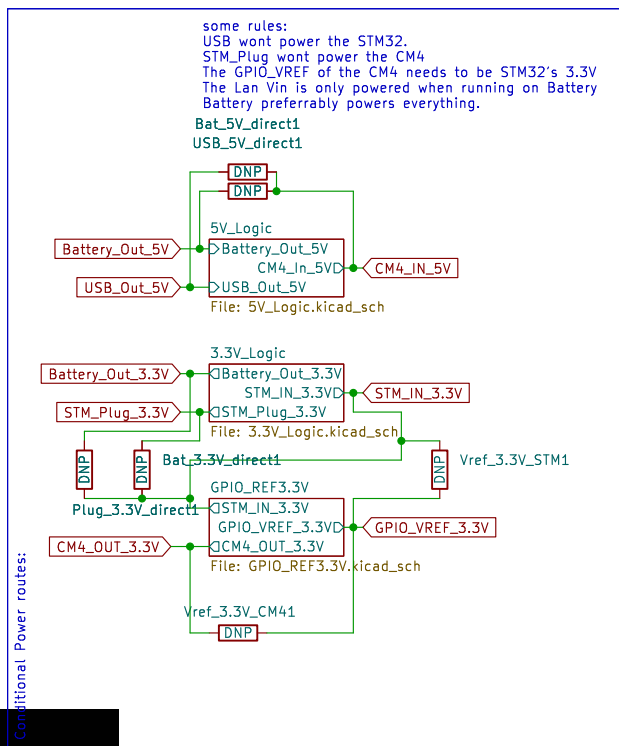 some rules:
USB wont power the STM32.
STM_Plug wont power the CM4
The GPIO_VREF of the CM4 needs to be STM32's 3.3V
The Lan Vin is only powered when running on Battery
Battery preferrably powers everything.
Bat_5V_direct1
USB_5V_direct1
DNP
DNP
5V_Logic
Battery_Out_5V
Battery_Out_5V
CM4_In_5V
CM4_IN_5V
USB_Out_5V
USB_Out_5V
File: 5V_Logic.kicad_sch
3.3V_Logic
Battery_Out_3.3V
Battery_Out_3.3V
STM_IN_3.3V
STM_IN_3.3V
STM_Plug_3.3V
STM_Plug_3.3V
File: 3.3V_Logic.kicad_sch
DNP
DNP
Bat_3.3V_direct1
DNP
Vref_3.3V_STM1
Plug_3.3V_direct1
GPIO_REF3.3V
STM_IN_3.3V
GPIO_VREF_3.3V
GPIO_VREF_3.3V
CM4_OUT_3.3V
CM4_OUT_3.3V
File: GPIO_REF3.3V.kicad_sch
Vref_3.3V_CM41
DNP
Conditional Power routes: